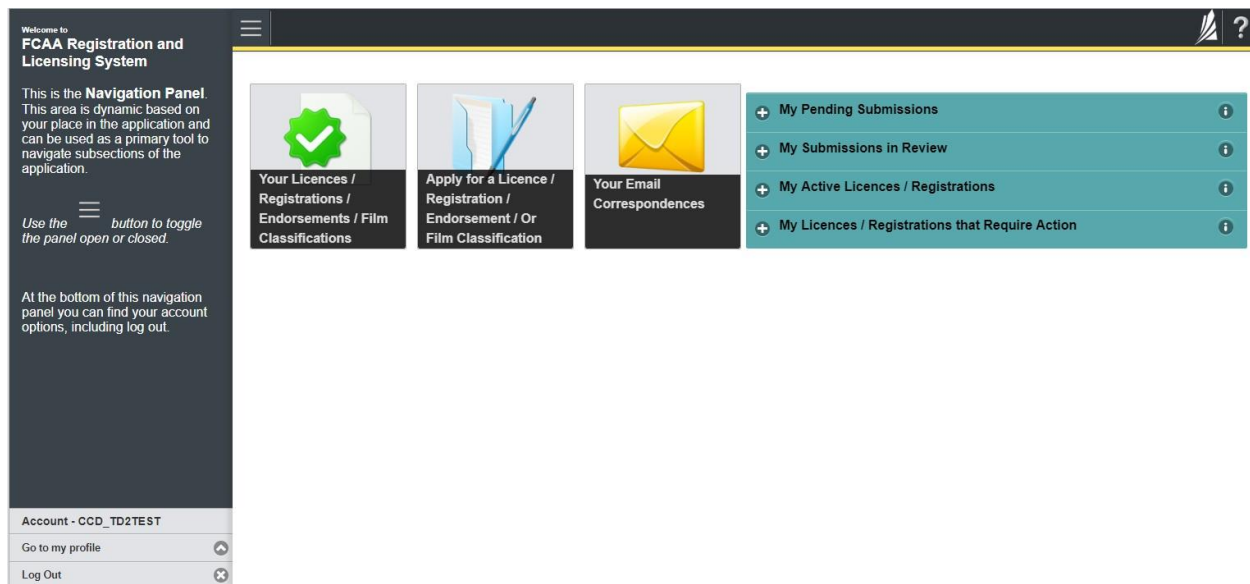 Welcome to
FCAA Registration and
Licensing System
This is the Navigation Panel.
This area is dynamic based on
your place in the application and
can be used as a primary tool to
navigate subsections of the
application.
Use the button to toggle
the panel open or closed.
At the bottom of this navigation
panel you can find your account
options, including log out.
Account - CCD_TD2TEST
Go to my profile
Log Out
?
Your Licences /
Registrations /
Endorsements / Film
Classifications
Apply for a Licence /
Registration /
Endorsement / Or
Film Classification
Your Email
Correspondences
My Pending Submissions
My Submissions in Review
My Active Licences / Registrations
My Licences / Registrations that Require Action